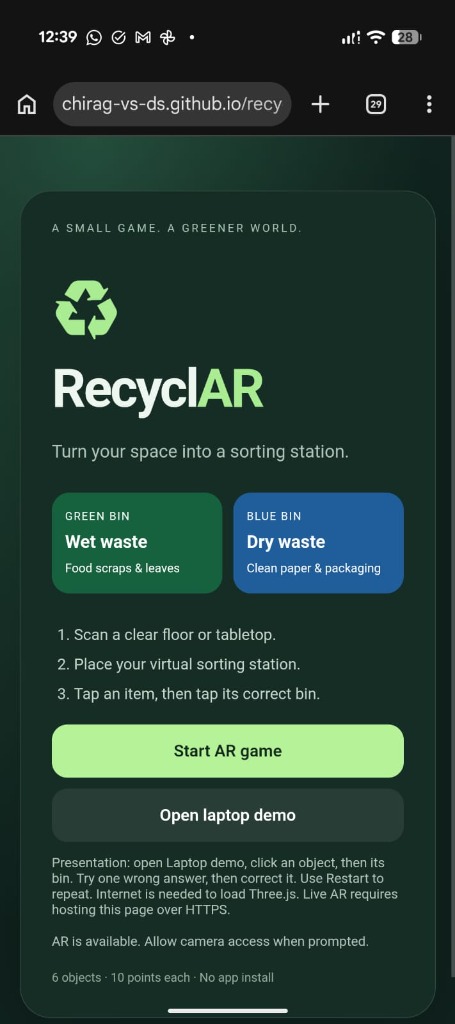 12:39
28
chirag-vs-ds.github.io/recy
29
A SMALL GAME. A GREENER WORLD.
RecyclAR
Turn your space into a sorting station.
GREEN BIN
Wet waste
Food scraps & leaves
BLUE BIN
Dry waste
Clean paper & packaging
1. Scan a clear floor or tabletop.
2. Place your virtual sorting station.
3. Tap an item, then tap its correct bin.
Start AR game
Open laptop demo
Presentation: open Laptop demo, click an object, then its
bin. Try one wrong answer, then correct it. Use Restart to
repeat. Internet is needed to load Three.js. Live AR requires
hosting this page over HTTPS.
AR is available. Allow camera access when prompted.
6 objects · 10 points each · No app install